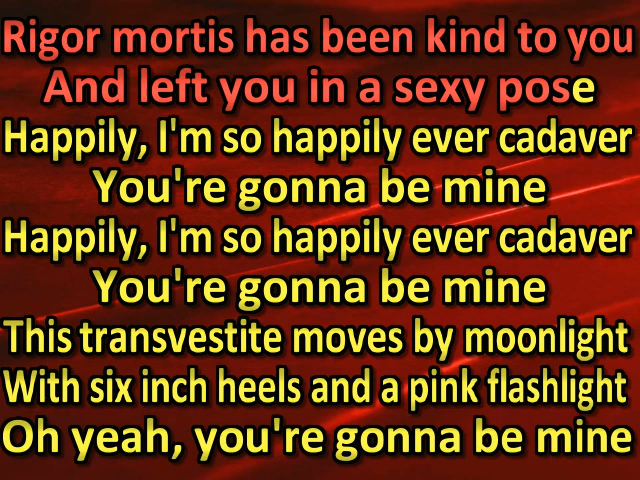 Rigor mortis has been kind to you
And left you in a sexy pose
Happily, I'm so happily ever cadaver
You're gonna be mine
Happily, I'm so happily ever cadaver
You're gonna be mine
This transvestite moves by moonlight
With six inch heels and a pink flashlight
Oh yeah, you're gonna be mine